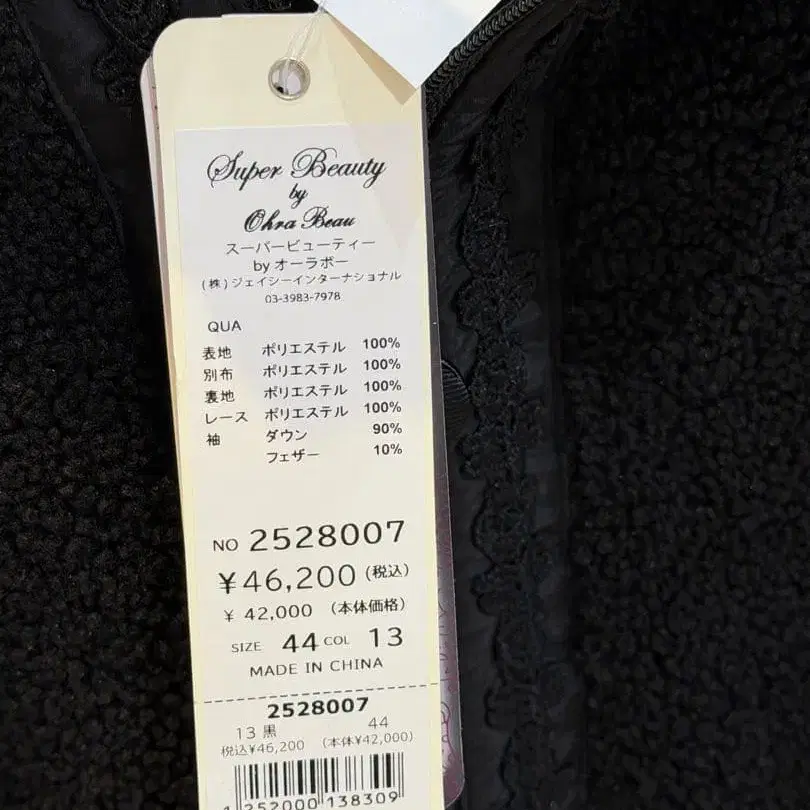 Super Beauty
by
Ohra Beau
スーパービューティー
by オーラボー
(株)ジェイシーインターナショナル
03-3983-7978
QUA
表地 ポリエステル 100%
別布 ポリエステル 100%
裏地 ポリエステル 100%
レース ポリエステル 100%
袖 ダウン 90%
フェザー 10%
NO 2528007
¥46,200 (税込)
¥ 42,000 (本体価格)
SIZE 44 COL 13
MADE IN CHINA
2528007
13 黒 44
税込¥46,200 (本体¥42,000)
4252000138309